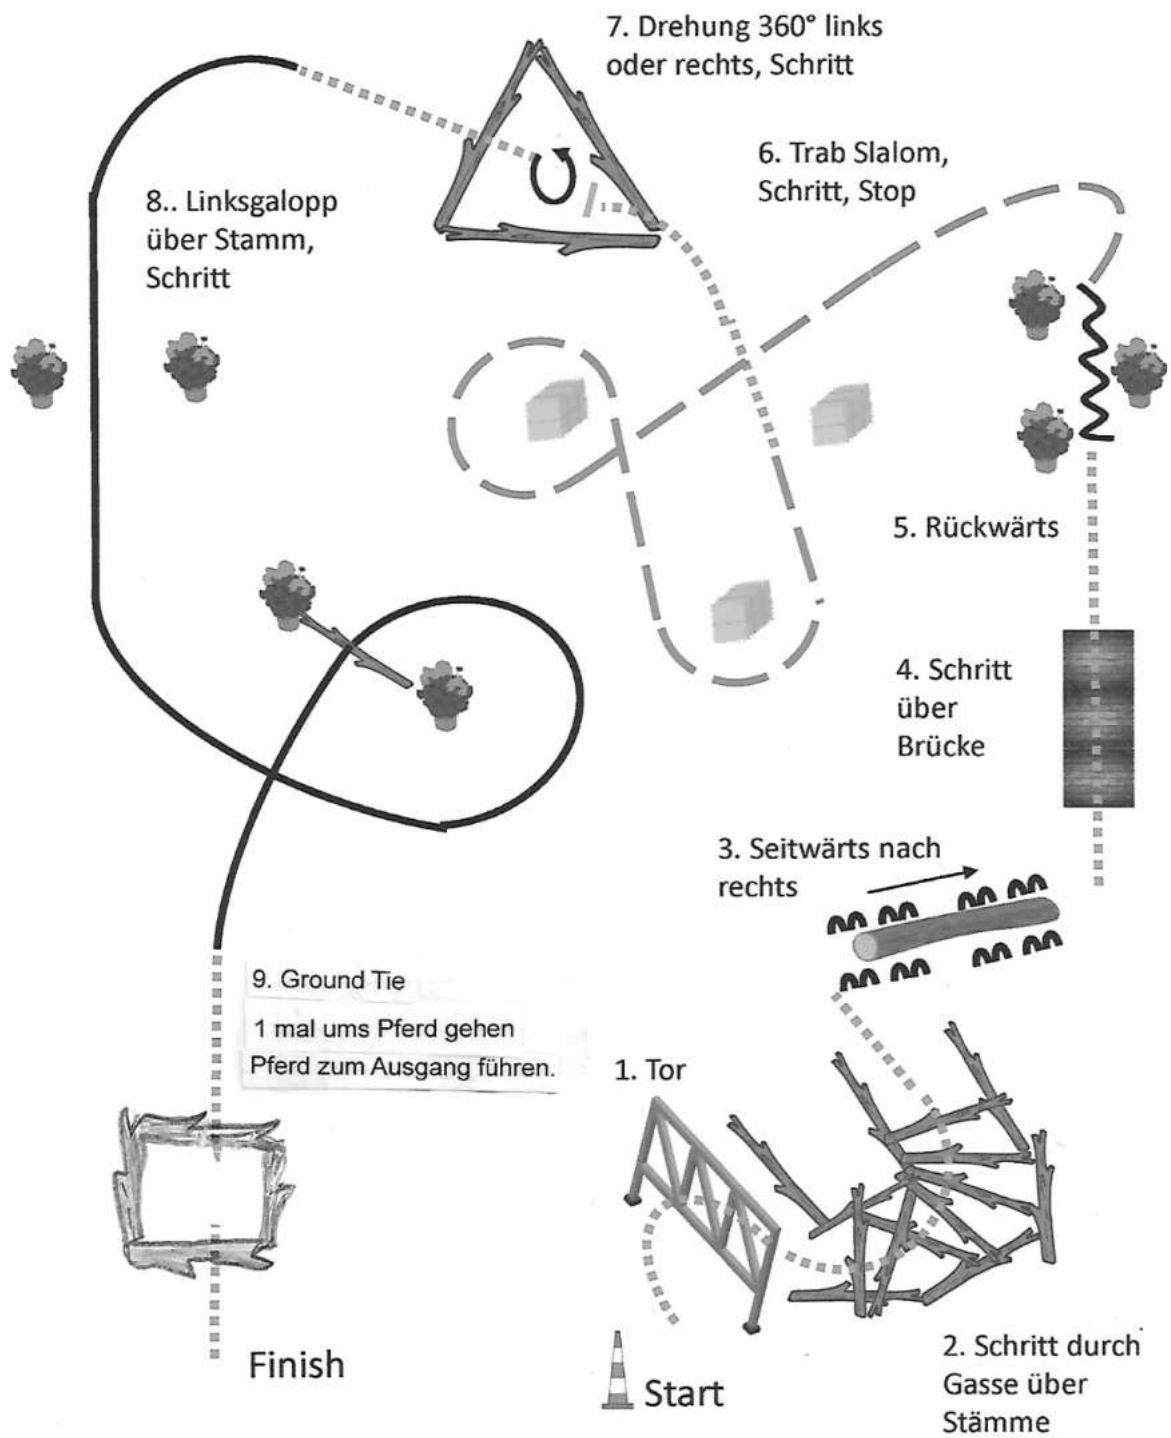 7. Drehung 360° links
oder rechts, Schritt
6. Trab Slalom,
Schritt, Stop
8.. Linksgalopp
über Stamm,
Schritt
5. Rückwärts
4. Schritt
über
Brücke
3. Seitwärts nach
rechts
9. Ground Tie
1 mal ums Pferd gehen
Pferd zum Ausgang führen.
1. Tor
2. Schritt durch
Gasse über
Stämme
Finish
Start